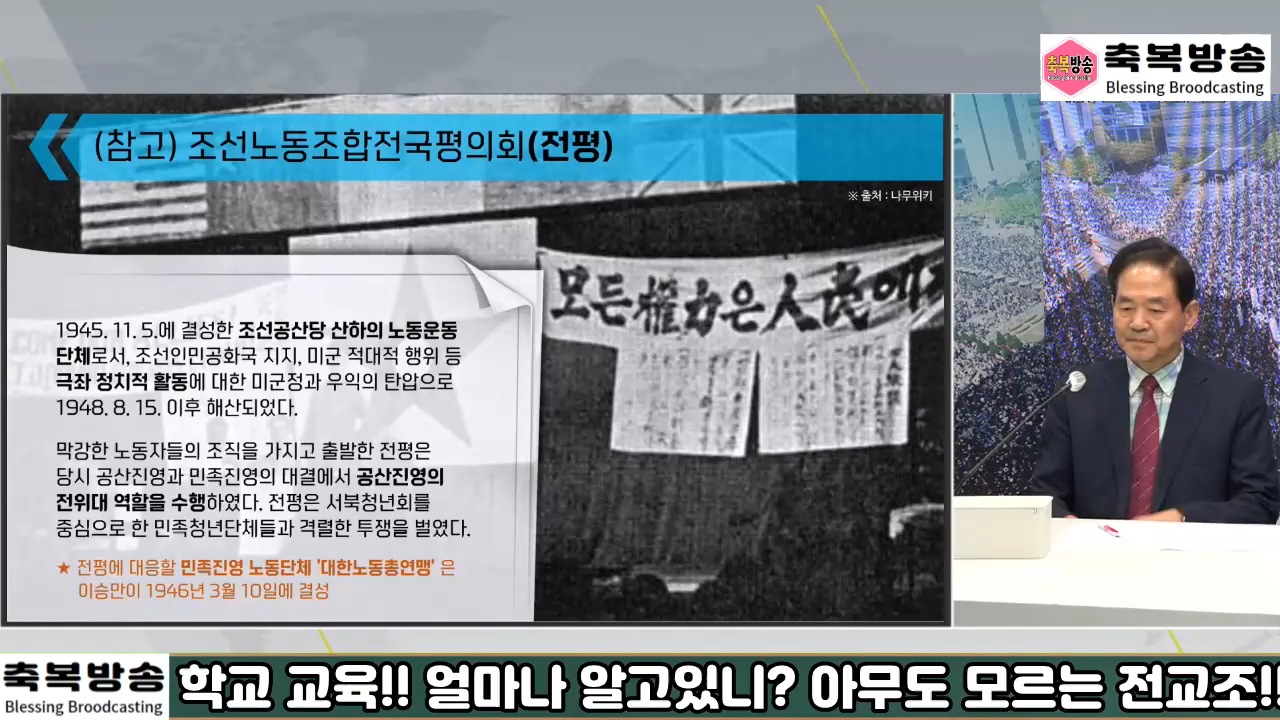 축복방송
축복방송
Blessing Broodcasting
(참고) 조선노동조합전국평의회(전평)
※ 출처 : 나무위키
모든權力은人民에게
1945. 11. 5.에 결성한 조선공산당 산하의 노동운동
단체로서, 조선인민공화국 지지, 미군 적대적 행위 등
극좌 정치적 활동에 대한 미군정과 우익의 탄압으로
1948. 8. 15. 이후 해산되었다.
막강한 노동자들의 조직을 가지고 출발한 전평은
당시 공산진영과 민족진영의 대결에서 공산진영의
전위대 역할을 수행하였다. 전평은 서북청년회를
중심으로 한 민족청년단체들과 격렬한 투쟁을 벌였다.
★ 전평에 대응할 민족진영 노동단체 '대한노동총연맹' 은
이승만이 1946년 3월 10일에 결성
축복방송
Blessing Broodcasting
학교 교육!! 얼마나 알고있니? 아무도 모르는 전교조!!